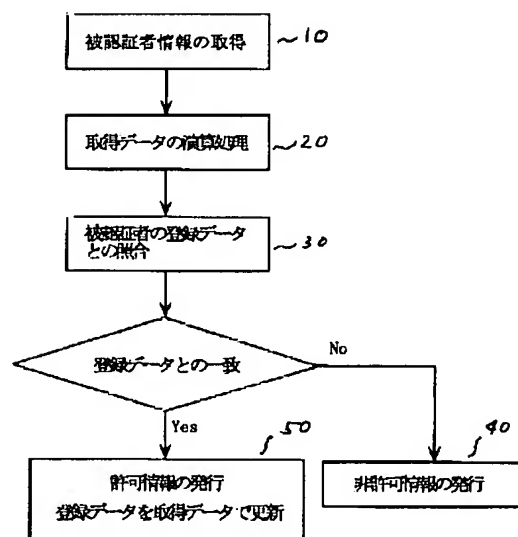 被認証者情報の取得
10
取得データの演算処理
20
被認証者の登録データ
との照合
30
登録データとの一致
No
Yes
50
許可情報の発行
登録データを取得データで更新
40
非許可情報の発行